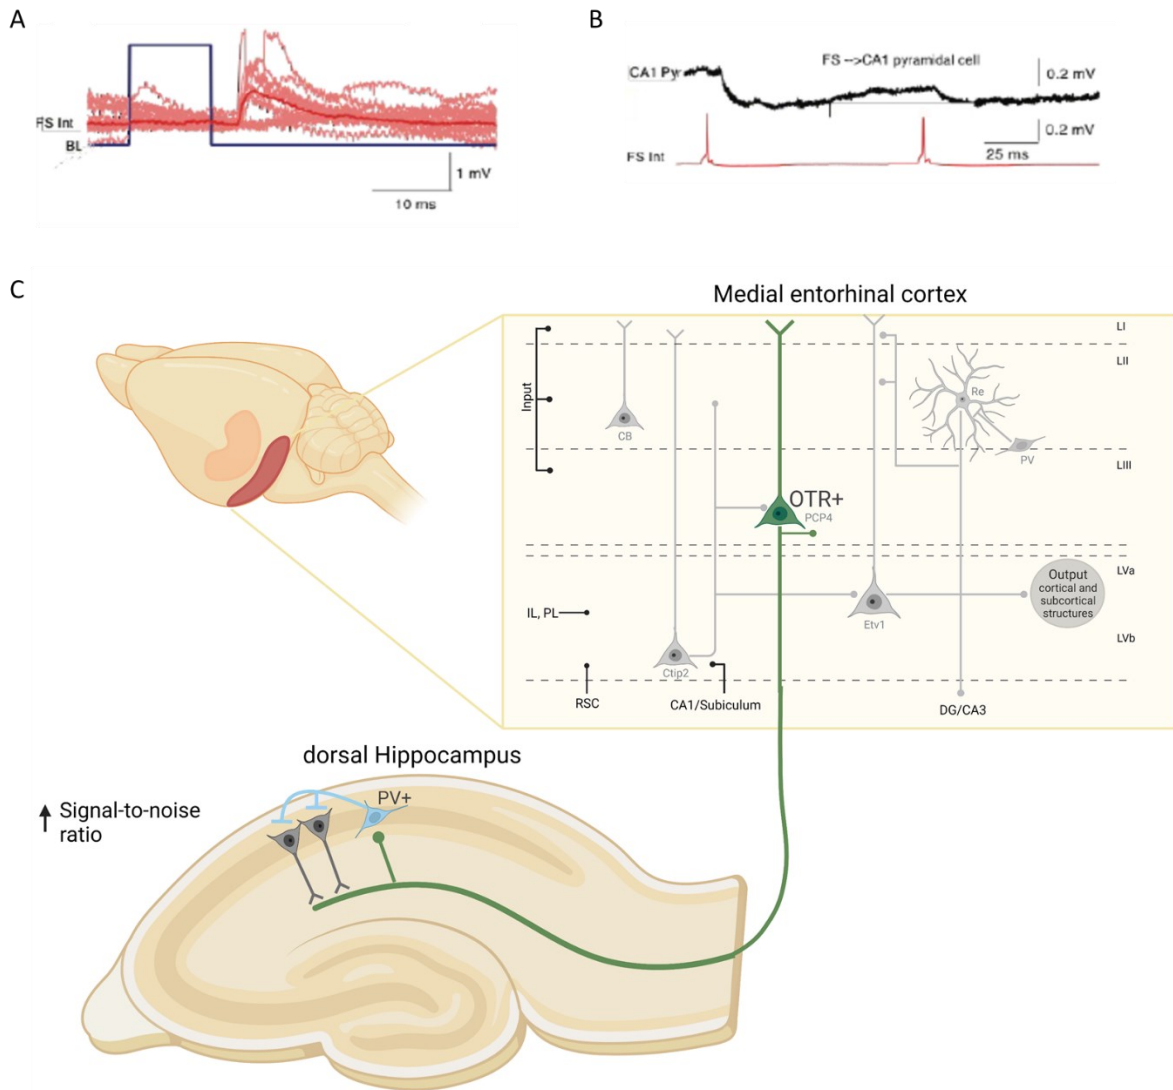 A
FS Int
BL
1 mV
10 ms
B
CA1 Py
FS -->CA1 pyramidal cell
0.2 mV
0.2 mV
FS Int
25 ms
C
Medial entorhinal cortex
LI
LII
Input
Re
CB
PV
LIII
OTR+
PCP4
LVa
Output
cortical and
subcortical
structures
IL, PL
Etv1
LVb
Ctip2
RSC
CA1/Subiculum
DG/CA3
dorsal Hippocampus
PV+
Signal-to-noise
ratio